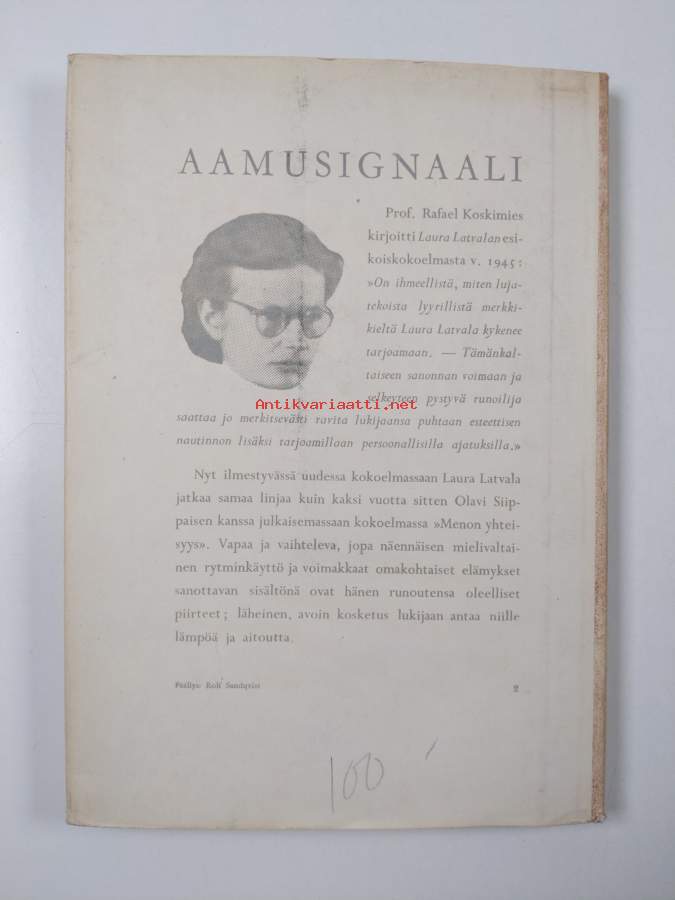 AAMUSIGNAALI
Prof. Rafael Koskimies
kirjoitti Laura Latvalan esi-
koiskokoelmasta v. 1945:
»On ihmeellistä, miten luja-
tekoista lyyrillistä merkki-
kieltä Laura Latvala kykenee
tarjoamaan. — Tämänkal-
taiseen sanonnan voimaan ja
selkeyteen pystyvä runoilija
Antikvariaatti.net
saattaa jo merkitsevästi ravita lukijaansa puhtaan esteettisen
nautinnon lisäksi tarjoamillaan persoonallisilla ajatuksilla.»
Nyt ilmestyvässä uudessa kokoelmassaan Laura Latvala
jatkaa samaa linjaa kuin kaksi vuotta sitten Olavi Siip-
paisen kanssa julkaisemassaan kokoelmassa »Menon yhtei-
syys». Vapaa ja vaihteleva, jopa näennäisen mielivaltai-
nen rytminkäyttö ja voimakkaat omakohtaiset elämykset
sanottavan sisältönä ovat hänen runoutensa oleelliset
piirteet; läheinen, avoin kosketus lukijaan antaa niille
lämpöä ja aitoutta.
Päällys: Rolf Sandqvist 2
100